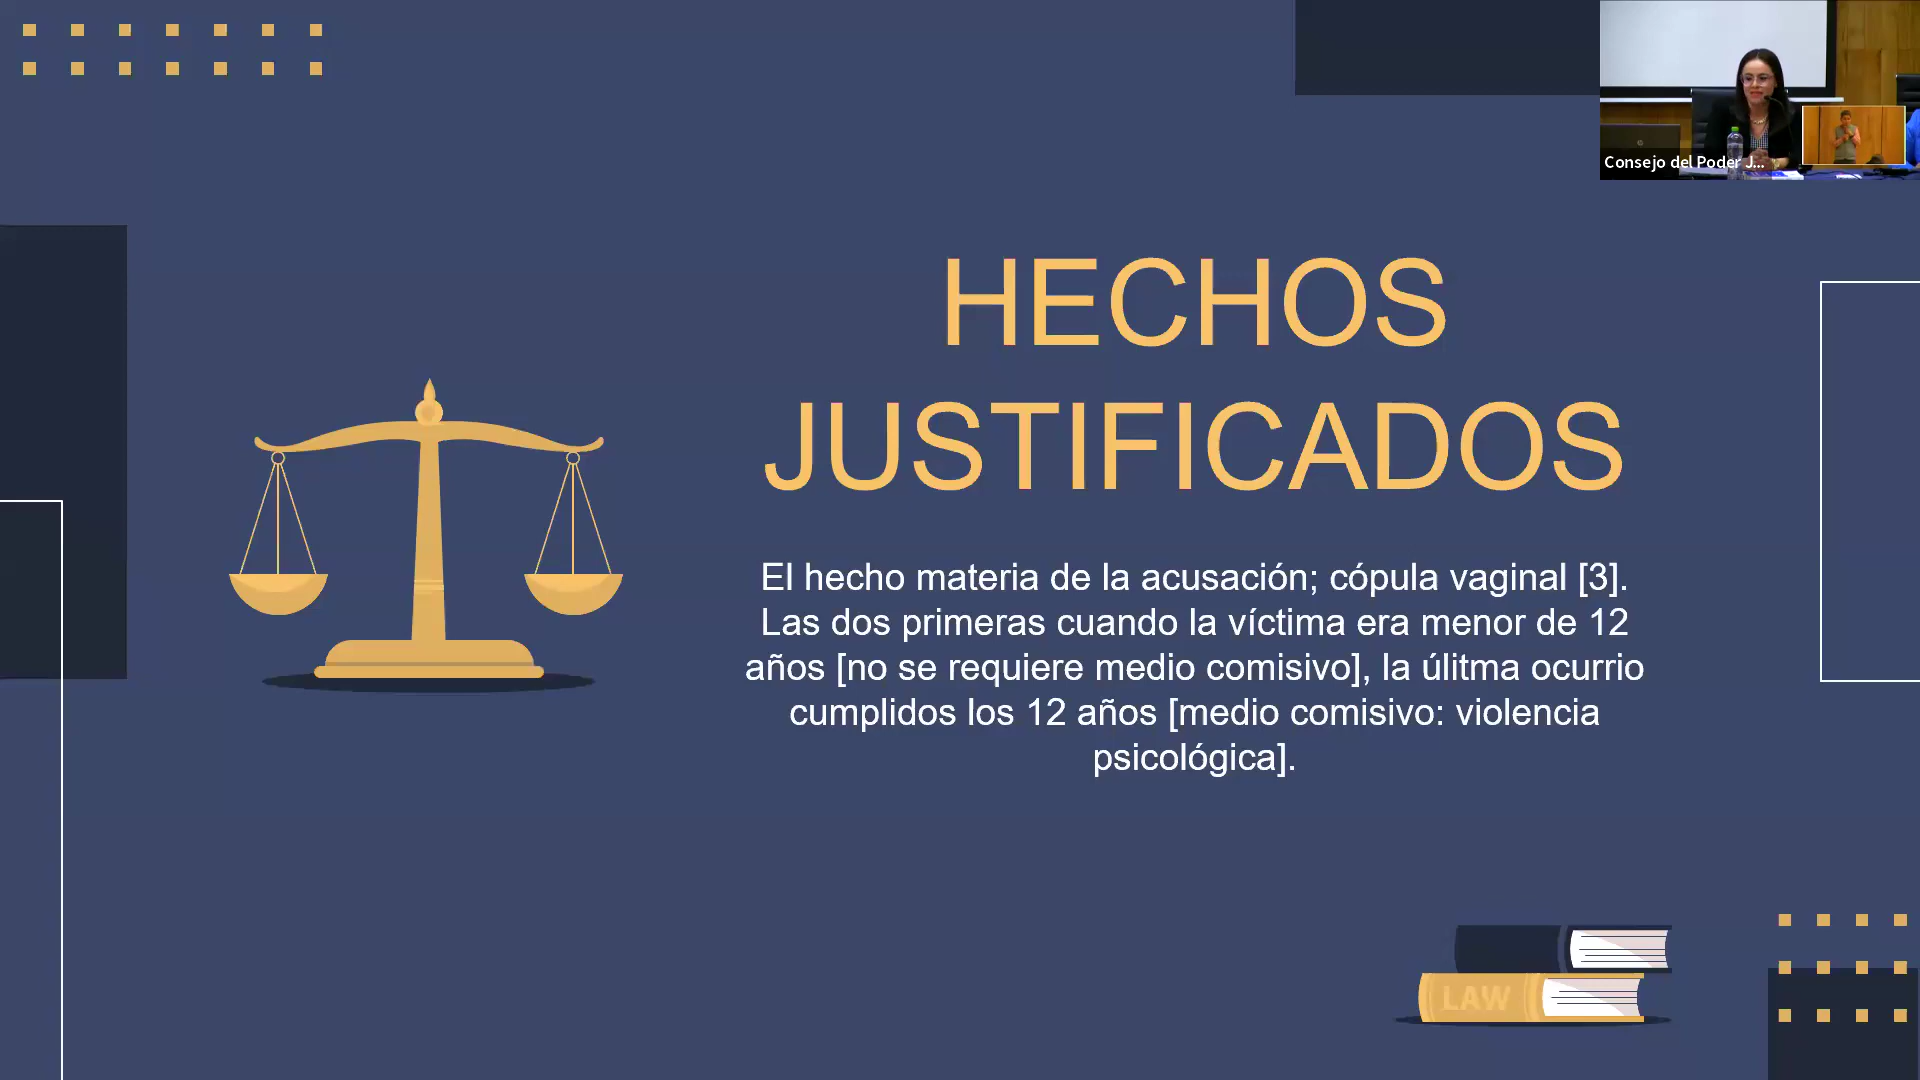 Consejo del Poder J...
HECHOS
JUSTIFICADOS
El hecho materia de la acusación; cópula vaginal [3].
Las dos primeras cuando la víctima era menor de 12
años [no se requiere medio comisivo], la úlitma ocurrio
cumplidos los 12 años [medio comisivo: violencia
psicológica].
LAW